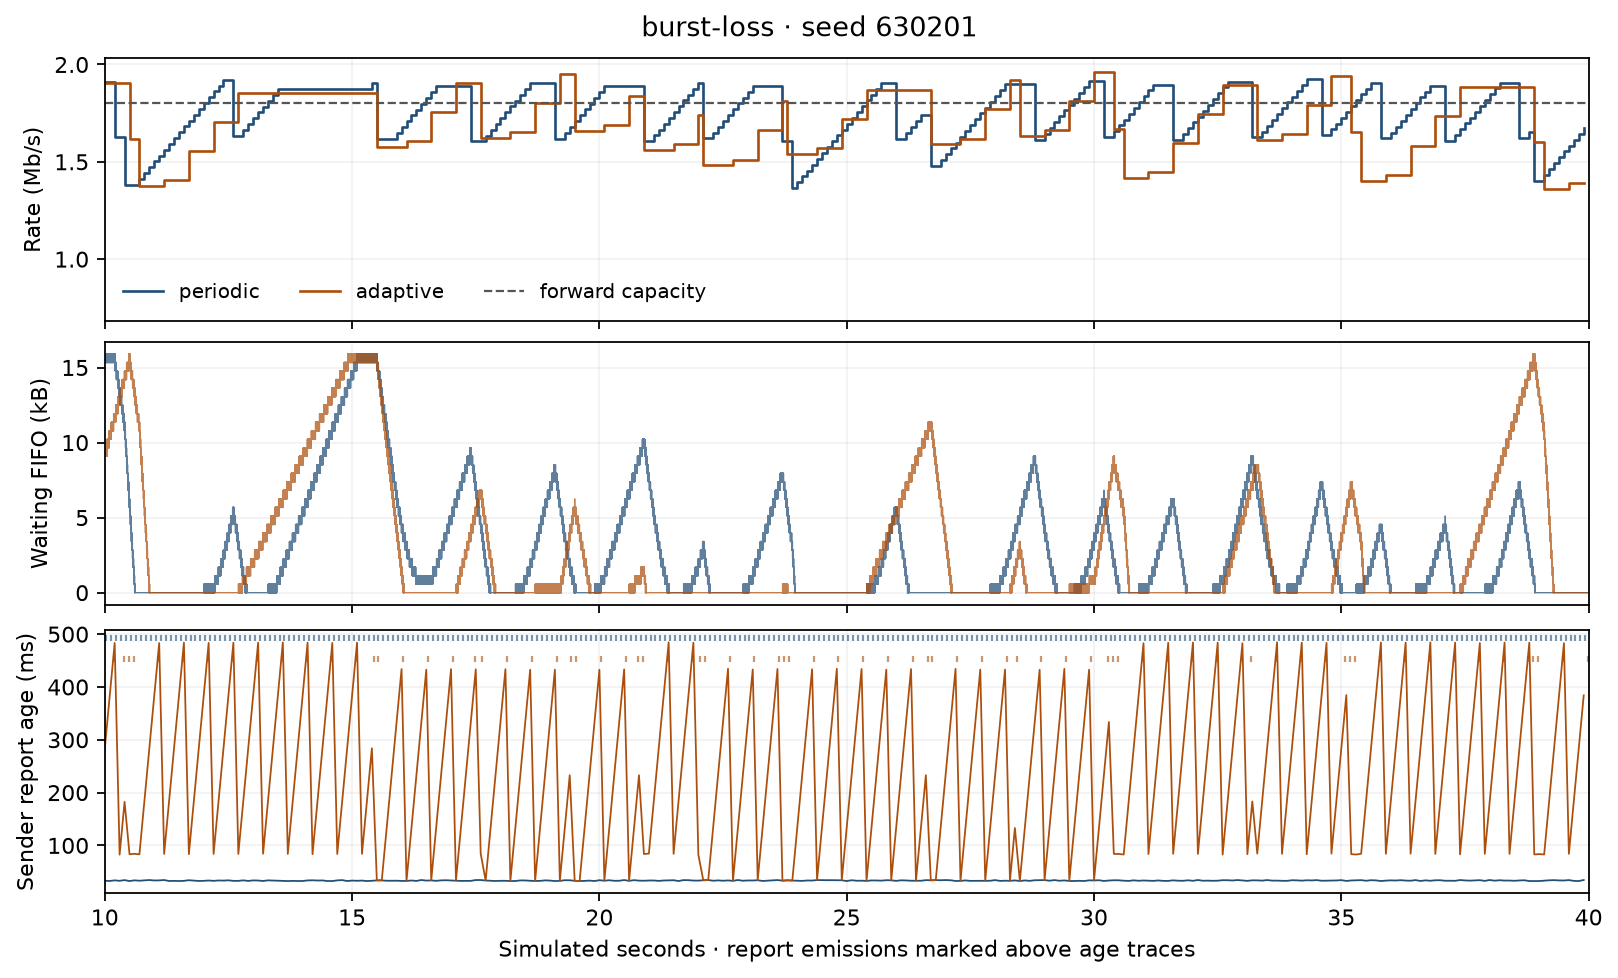 burst-loss · seed 630201
Rate (Mb/s)
2.0
1.5
1.0
periodic adaptive forward capacity
Waiting FIFO (kB)
15
10
5
0
Sender report age (ms)
500
400
300
200
100
10 15 20 25 30 35 40
Simulated seconds · report emissions marked above age traces